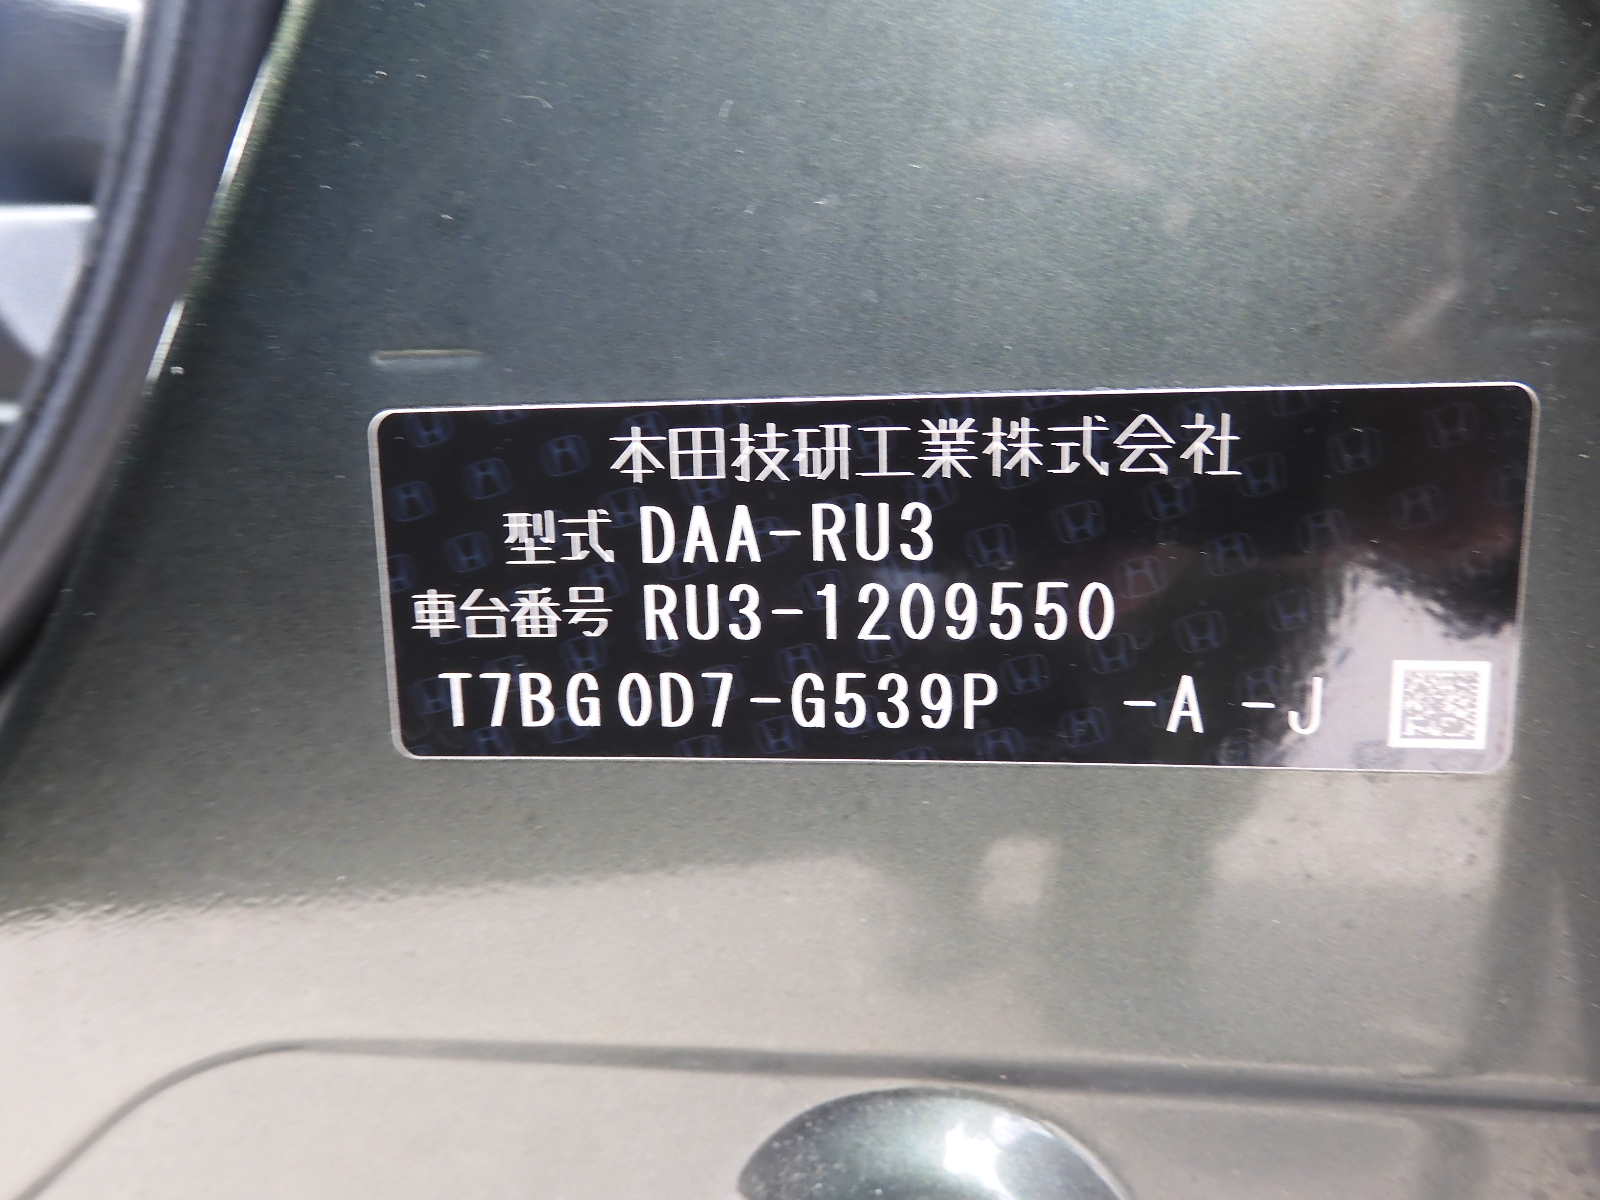 本田技研工業株式会社
型式 DAA-RU3
車台番号 RU3-1209550
T7BG0D7-G539P -A -J